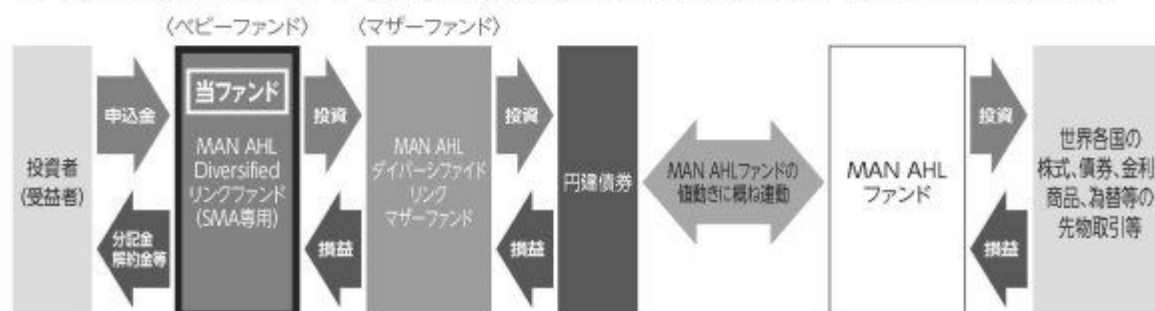 〈ベビーファンド〉
〈マザーファンド〉
投資者
(受益者)
申込金
分配金
解約金等
当ファンド
MAN AHL
Diversified
リンクファンド
(SMA専用)
投資
損益
MAN AHL
ダイバーシファイド
リンク
マザーファンド
投資
損益
円建債券
MAN AHLファンドの
値動きに概ね連動
MAN AHL
ファンド
投資
損益
世界各国の
株式、債券、金利
商品、為替等の
先物取引等